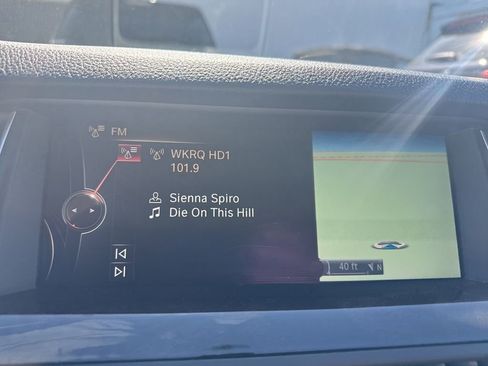 FM
WKRQ HD1
101.9
Sienna Spiro
Die On This Hill
40 ft N